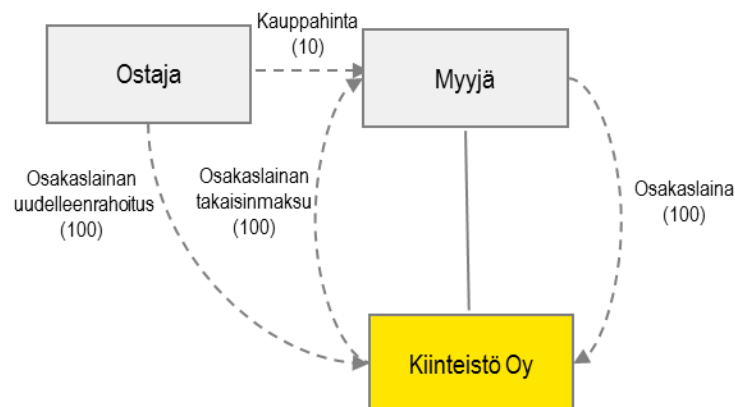 Kauppahinta
(10)
Ostaja
Myyjä
Osakaslainan
uudelleenrahoitus
(100)
Osakaslainan
takaisinmaksu
(100)
Osakaslaina
(100)
Kiinteistö Oy